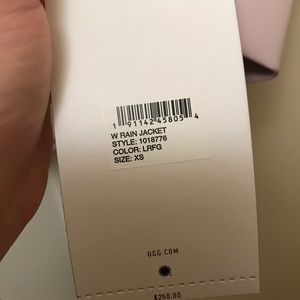 1 91142 45805 4
W RAIN JACKET
STYLE: 1018776
COLOR: LRFG
SIZE: XS
UGG.COM
$250.00